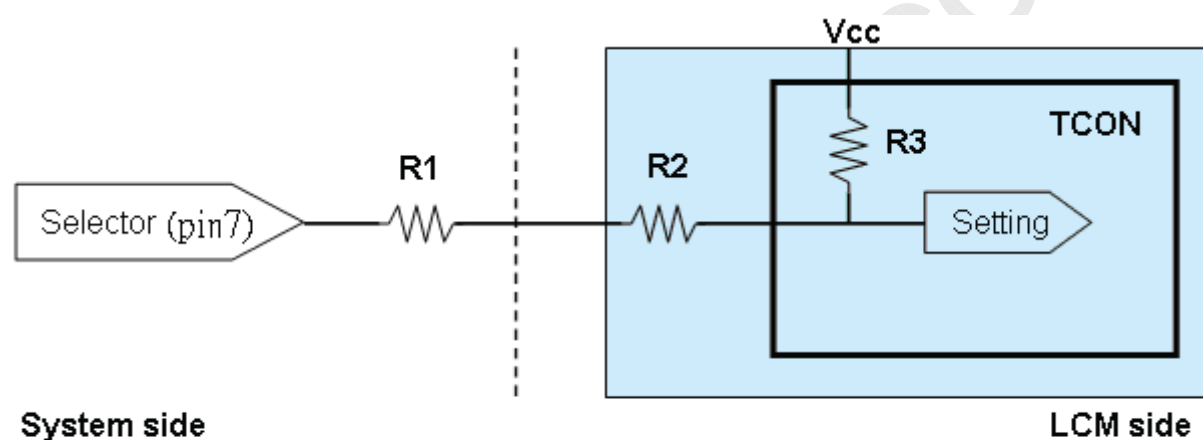 Vcc
TCON
R3
R1
R2
Selector (pin7)
Setting
System side
LCM side